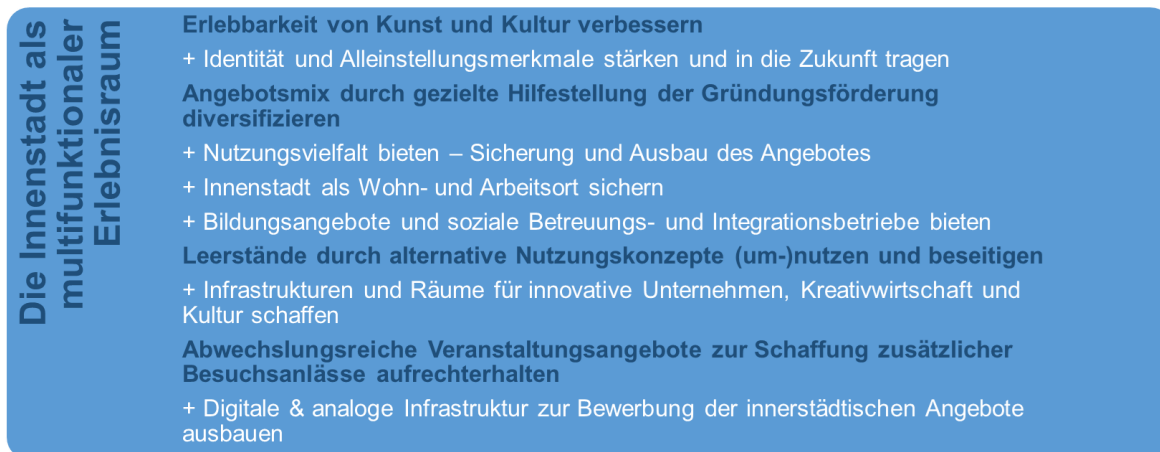 Die Innenstadt als
multifunktionaler
Erlebnisraum
Erlebbarkeit von Kunst und Kultur verbessern
+ Identität und Alleinstellungsmerkmale stärken und in die Zukunft tragen
Angebotsmix durch gezielte Hilfestellung der Gründungsförderung
diversifizieren
+ Nutzungsvielfalt bieten – Sicherung und Ausbau des Angebotes
+ Innenstadt als Wohn- und Arbeitsort sichern
+ Bildungsangebote und soziale Betreuungs- und Integrationsbetriebe bieten
Leerstände durch alternative Nutzungskonzepte (um-)nutzen und beseitigen
+ Infrastrukturen und Räume für innovative Unternehmen, Kreativwirtschaft und
Kultur schaffen
Abwechslungsreiche Veranstaltungsangebote zur Schaffung zusätzlicher
Besuchsanlässe aufrechterhalten
+ Digitale & analoge Infrastruktur zur Bewerbung der innerstädtischen Angebote
ausbauen